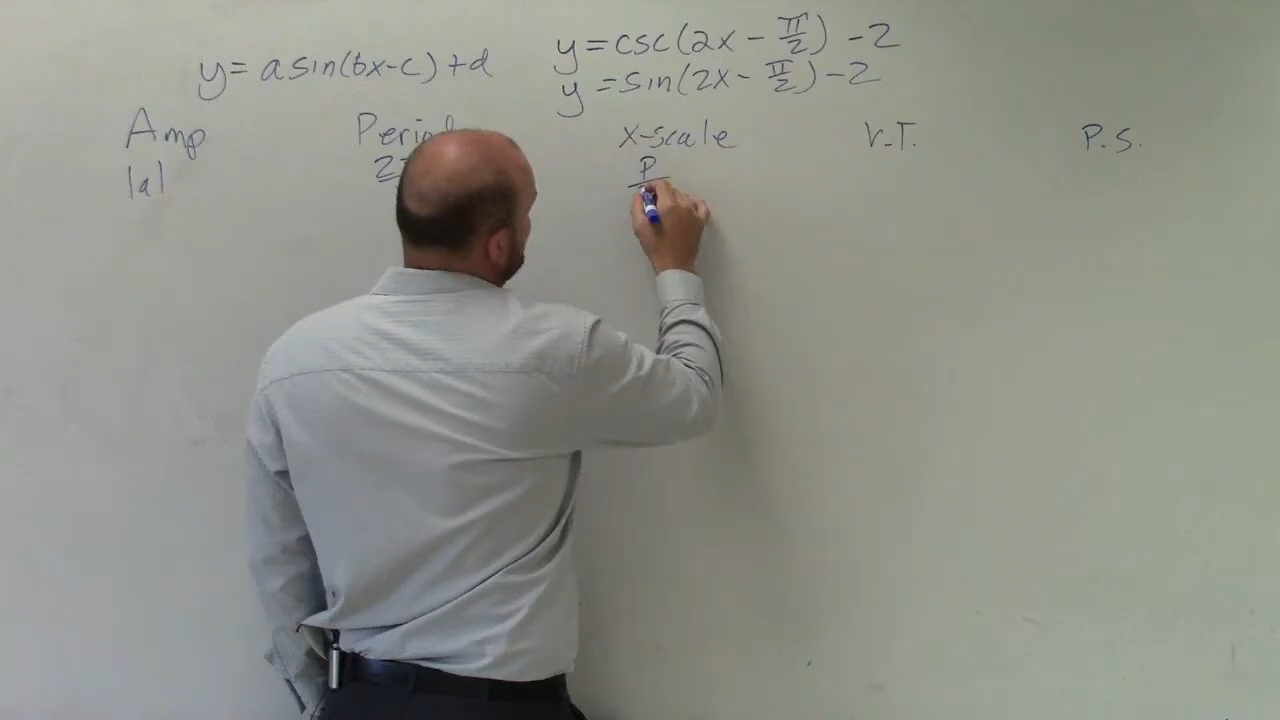 y = a sin(bx-c) + d
y = csc(2x - π/2) - 2
y = sin(2x - π/2) - 2
Amp x-scale V.T. P.S.
|a| P